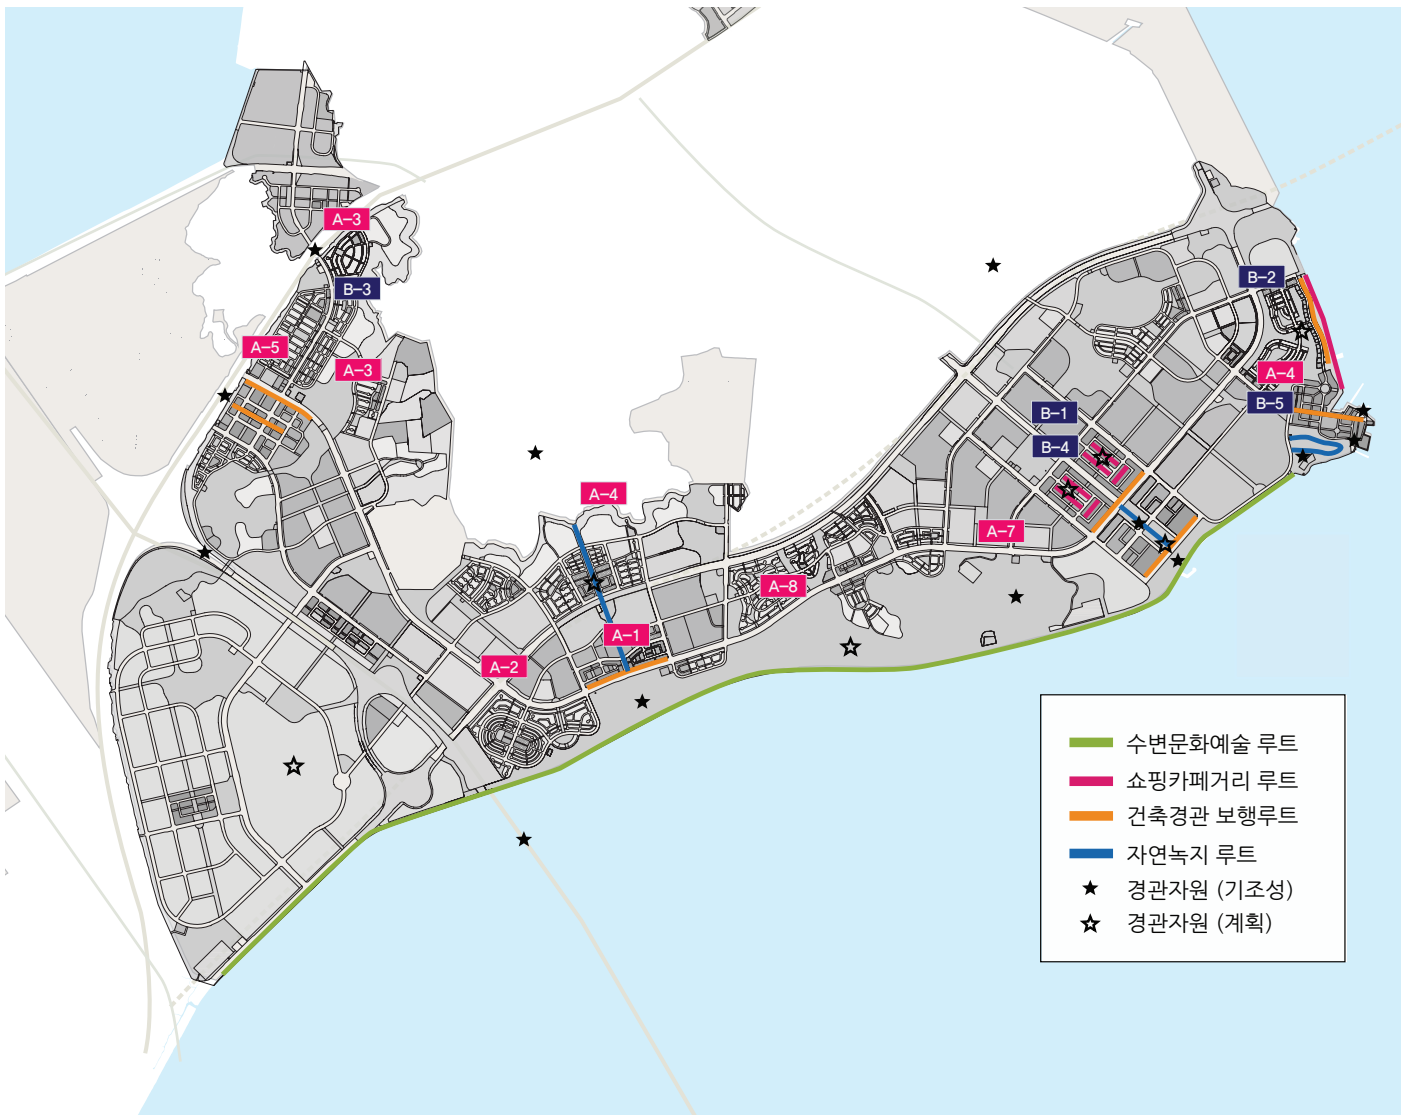 A-3
B-2
B-3
A-5
A-3
A-4
B-5
B-1
B-4
A-4
A-7
A-8
A-1
A-2
수변문화예술 루트
쇼핑카페거리 루트
건축경관 보행루트
자연녹지 루트
경관자원 (기조성)
경관자원 (계획)